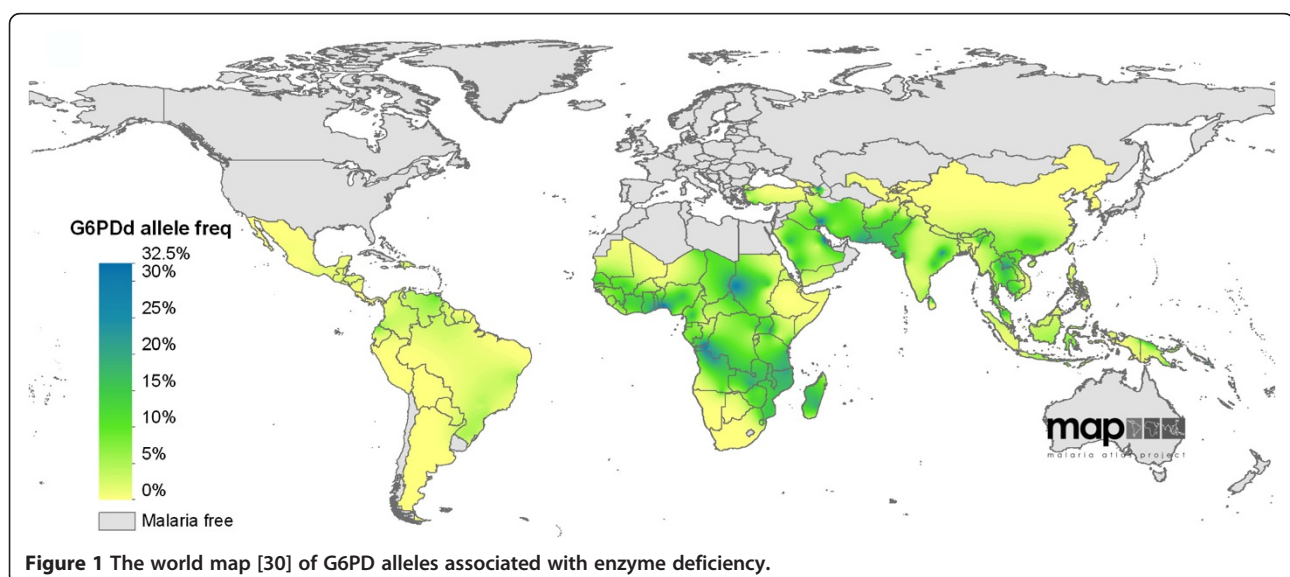 G6PDd allele freq
32.5%
30%
25%
20%
15%
10%
5%
0%
Malaria free
map
malaria atlas project
Figure 1 The world map [30] of G6PD alleles associated with enzyme deficiency.